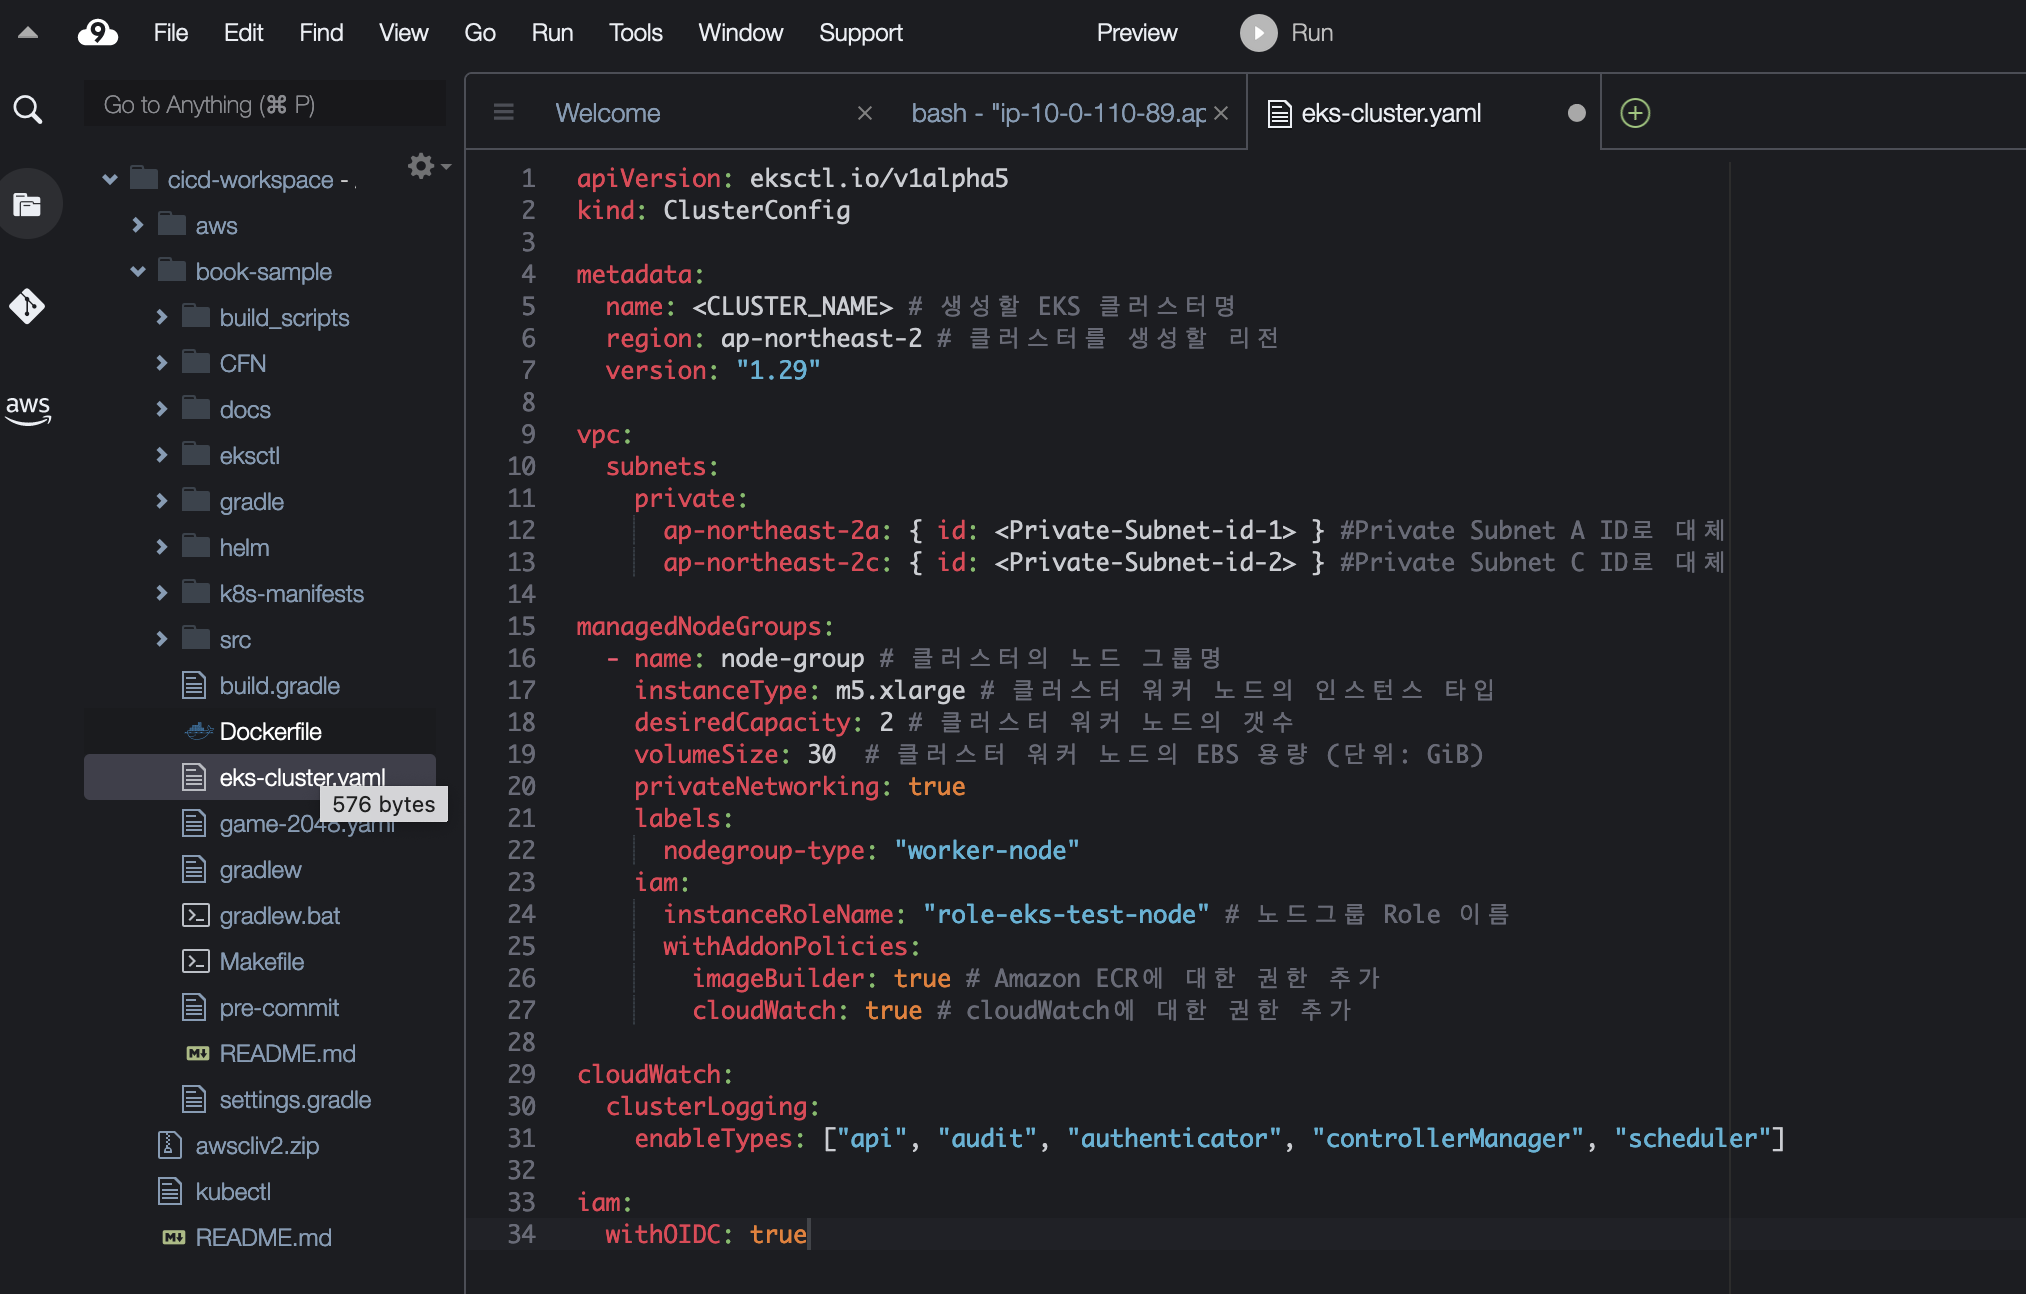 File Edit Find View Go Run Tools Window Support Preview Run
Go to Anything (⌘ P)
Welcome
bash - "ip-10-0-110-89.ap
eks-cluster.yaml
cicd-workspace - .
aws
book-sample
build_scripts
CFN
docs
eksctl
gradle
helm
k8s-manifests
src
build.gradle
Dockerfile
eks-cluster.yaml
576 bytes
game-2048.yaml
gradlew
gradlew.bat
Makefile
pre-commit
README.md
settings.gradle
awscliv2.zip
kubectl
README.md
aws
1 apiVersion: eksctl.io/v1alpha5
2 kind: ClusterConfig
3
4 metadata:
5 name: <CLUSTER_NAME> # 생성할 EKS 클러스터명
6 region: ap-northeast-2 # 클러스터를 생성할 리전
7 version: "1.29"
8
9 vpc:
10 subnets:
11 private:
12 ap-northeast-2a: { id: <Private-Subnet-id-1> } #Private Subnet A ID로 대체
13 ap-northeast-2c: { id: <Private-Subnet-id-2> } #Private Subnet C ID로 대체
14
15 managedNodeGroups:
16 - name: node-group # 클러스터의 노드 그룹명
17 instanceType: m5.xlarge # 클러스터 워커 노드의 인스턴스 타입
18 desiredCapacity: 2 # 클러스터 워커 노드의 갯수
19 volumeSize: 30 # 클러스터 워커 노드의 EBS 용량 (단위: GiB)
20 privateNetworking: true
21 labels:
22 nodegroup-type: "worker-node"
23 iam:
24 instanceRoleName: "role-eks-test-node" # 노드그룹 Role 이름
25 withAddonPolicies:
26 imageBuilder: true # Amazon ECR에 대한 권한 추가
27 cloudWatch: true # cloudWatch에 대한 권한 추가
28
29 cloudWatch:
30 clusterLogging:
31 enableTypes: ["api", "audit", "authenticator", "controllerManager", "scheduler"]
32
33 iam:
34 withOIDC: true